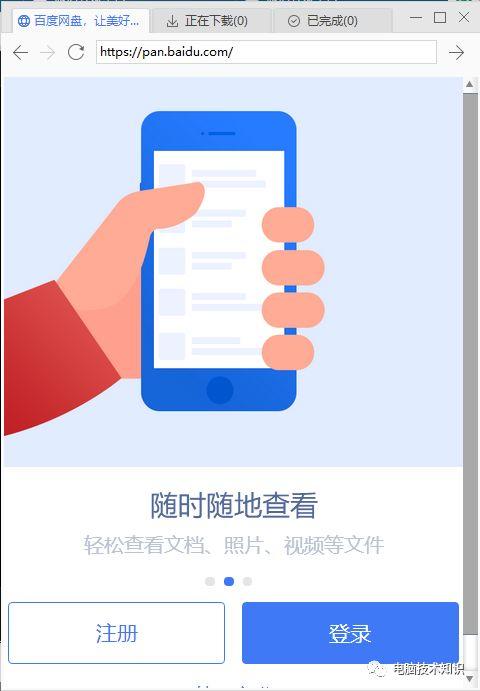 百度网盘，让美好...
正在下载(0)
已完成(0)
https://pan.baidu.com/
随时随地查看
轻松查看文档、照片、视频等文件
注册
登录
电脑技术知识